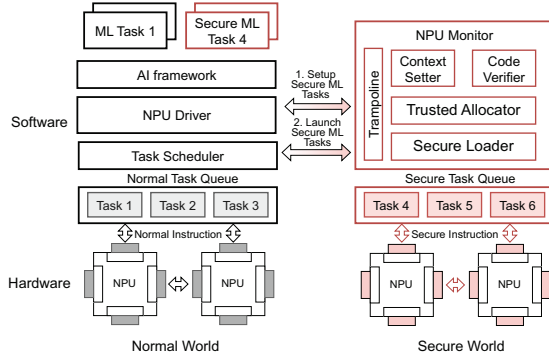 ML Task 1
Secure ML
Task 4
AI framework
NPU Driver
Task Scheduler
Software
1. Setup
Secure ML
Tasks
2. Launch
Secure ML
Tasks
NPU Monitor
Trampoline
Context
Setter
Code
Verifier
Trusted Allocator
Secure Loader
Normal Task Queue
Task 1
Task 2
Task 3
Secure Task Queue
Task 4
Task 5
Task 6
Normal Instruction
Secure Instruction
Hardware
NPU
NPU
NPU
NPU
Normal World
Secure World